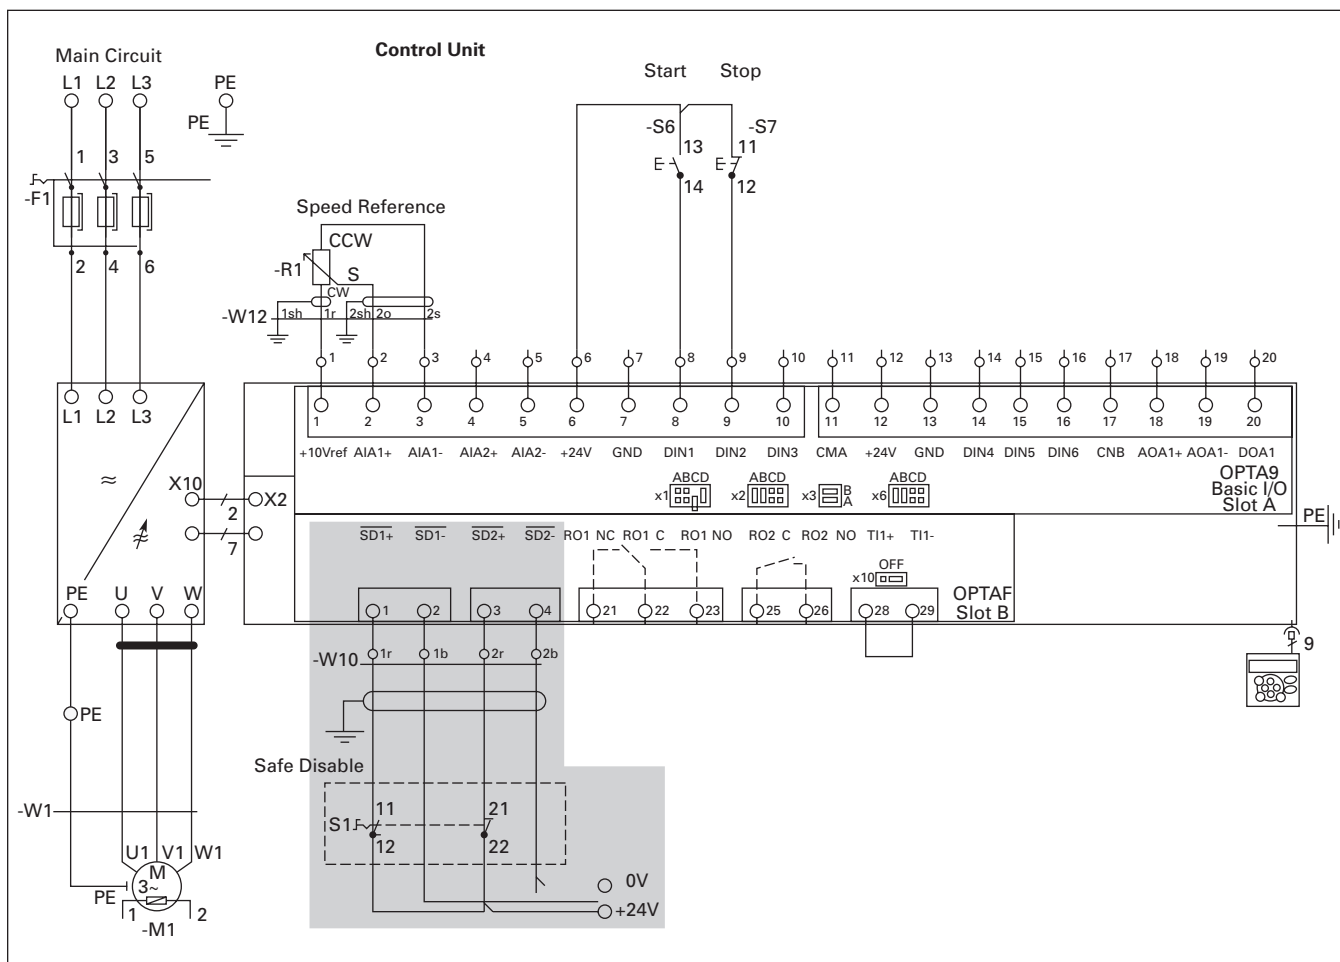 Control Unit
Main Circuit
L1 L2 L3 PE
PE
Start Stop
-S6 -S7
13 11
14 12
1 3 5
-F1
2 4 6
Speed Reference
CCW
-R1 S
CW
-W12 1sh 1r 2sh 2o 2s
1 2 3 4 5 6 7 8 9 10 11 12 13 14 15 16 17 18 19 20
L1 L2 L3
1 2 3 4 5 6 7 8 9 10 11 12 13 14 15 16 17 18 19 20
+10Vref AIA1+ AIA1- AIA2+ AIA2- +24V GND DIN1 DIN2 DIN3 CMA +24V GND DIN4 DIN5 DIN6 CNB AOA1+ AOA1- DOA1
≈
X10 2 X2
7
≈
ABCD ABCD B ABCD
x1 x2 x3 A x6
OPTA9
Basic I/O
Slot A
PE
SD1+ SD1- SD2+ SD2- RO1 NC RO1 C RO1 NO RO2 C RO2 NO TI1+ TI1-
OFF
x10
OPTAF
Slot B
PE U V W
1 2 3 4 21 22 23 25 26 28 29
9
-W10 1r 1b 2r 2b
PE
Safe Disable
S1 11 21
12 22
0V
+24V
-W1
U1 V1 W1
M
3~
PE
1 2
-M1